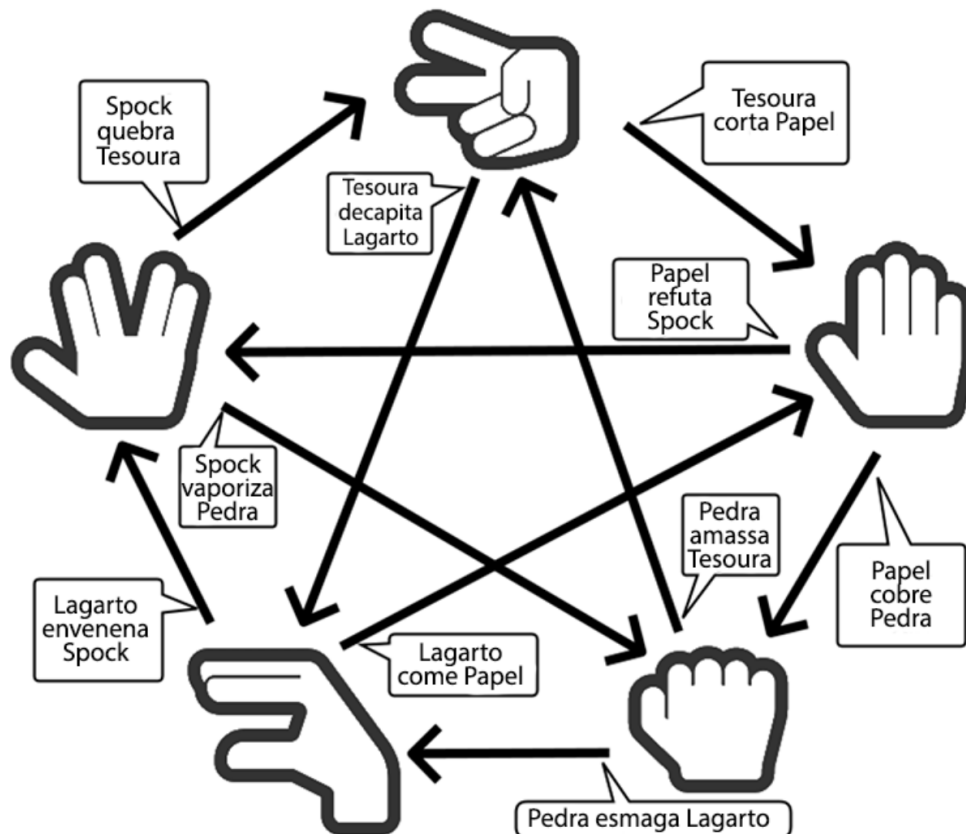 Spock
quebra
Tesoura
Tesoura
corta Papel
Tesoura
decapita
Lagarto
Papel
refuta
Spock
Spock
vaporiza
Pedra
Pedra
amassa
Tesoura
Papel
cobre
Pedra
Lagarto
envenena
Spock
Lagarto
come Papel
Pedra esmaga Lagarto